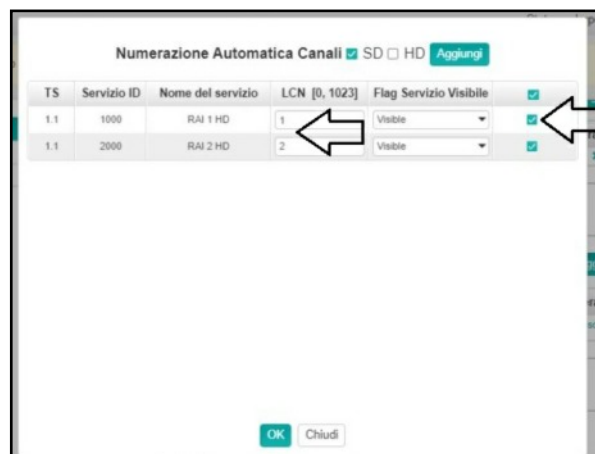 Numerazione Automatica Canali SD HD Aggiungi
TS Servizio ID Nome del servizio LCN [0, 1023] Flag Servizio Visibile
1.1 1000 RAI 1 HD 1 Visible
1.1 2000 RAI 2 HD 2 Visible
OK Chiudi